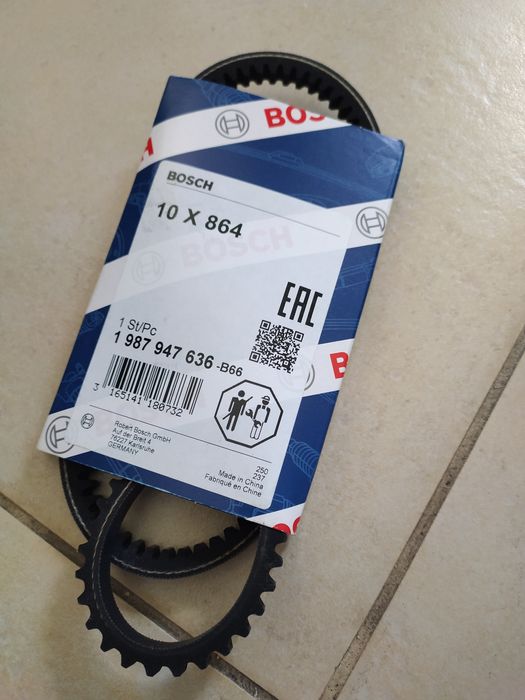 BOSCH
BOSCH
10 X 864
BOSCH
EAC
1 St/Pc
1 987 947 636 -B66
3 165141 180732
Robert Bosch GmbH
Auf der Breit 4
76227 Karlsruhe
GERMANY
250
237
Made in China
Fabriqué en Chine